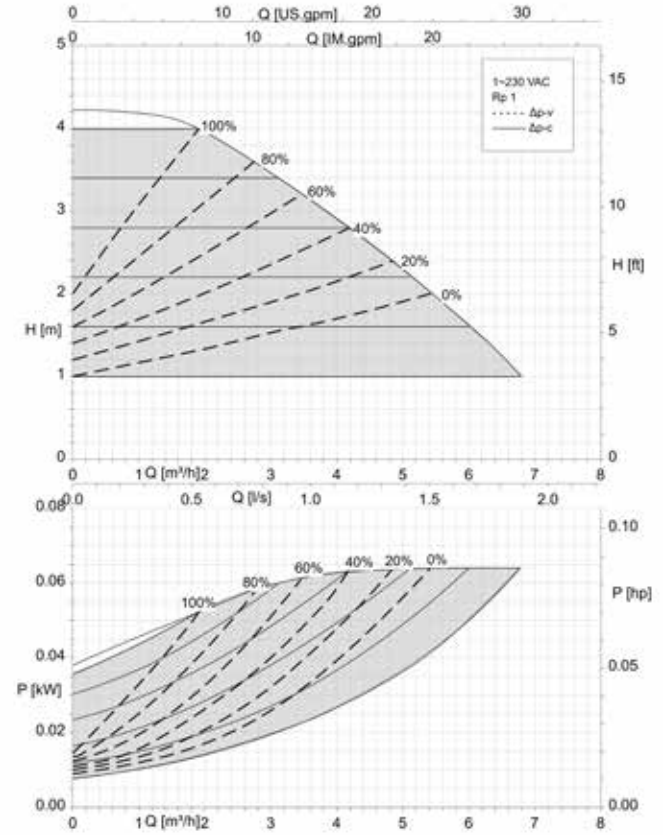 0 10 Q [US.gpm] 20 30
0 10 Q [IM.gpm] 20
5
4
3
2
H [m]
1
0
1~230 VAC
Rp 1
Δp-v
Δp-c
100%
80%
60%
40%
20%
0%
15
10
H [ft]
5
0
0 1 Q [m³/h] 2 3 4 5 6 7 8
0.0 0.5 Q [l/s] 1.0 1.5 2.0
0.08
0.06
0.04
P [kW]
0.02
0.00
100%
80%
60%
40%
20%
0%
0.10
P [hp]
0.05
0.00
0 1 Q [m³/h] 2 3 4 5 6 7 8